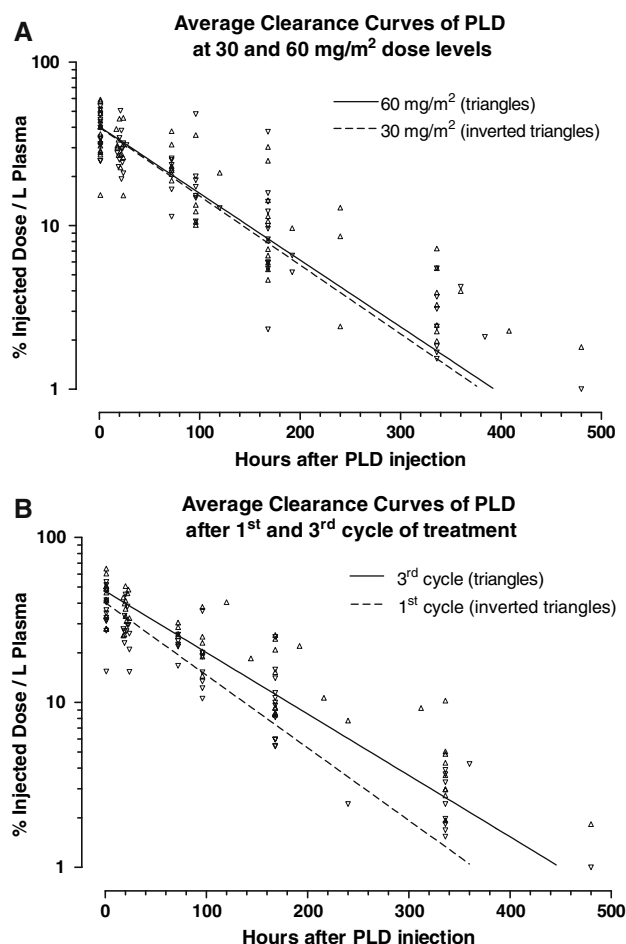 A
Average Clearance Curves of PLD
at 30 and 60 mg/m² dose levels
100
10
1
% Injected Dose / L Plasma
60 mg/m² (triangles)
30 mg/m² (inverted triangles)
0 100 200 300 400 500
Hours after PLD injection
B
Average Clearance Curves of PLD
after 1st and 3rd cycle of treatment
100
10
1
% Injected Dose / L Plasma
3rd cycle (triangles)
1st cycle (inverted triangles)
0 100 200 300 400 500
Hours after PLD injection